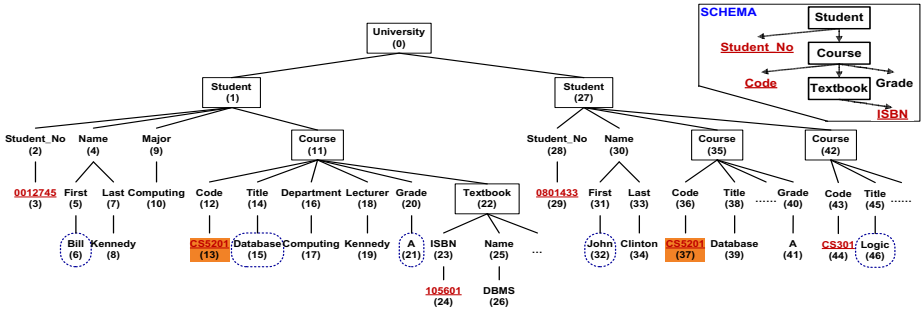 SCHEMA
Student
Student_No
Course
Code
Grade
Textbook
ISBN
University
(0)
Student
(1)
Student
(27)
Student_No
(2)
Name
(4)
Major
(9)
Course
(11)
Student_No
(28)
Name
(30)
Course
(35)
Course
(42)
0012745
(3)
First
(5)
Last
(7)
Computing
(10)
Code
(12)
Title
(14)
Department
(16)
Lecturer
(18)
Grade
(20)
Textbook
(22)
0801433
(29)
First
(31)
Last
(33)
Code
(36)
Title
(38)
......
Grade
(40)
Code
(43)
Title
(45)
......
Bill
(6)
Kennedy
(8)
CS5201
(13)
Database
(15)
Computing
(17)
Kennedy
(19)
A
(21)
ISBN
(23)
Name
(25)
...
John
(32)
Clinton
(34)
CS5201
(37)
Database
(39)
A
(41)
CS301
(44)
Logic
(46)
105601
(24)
DBMS
(26)